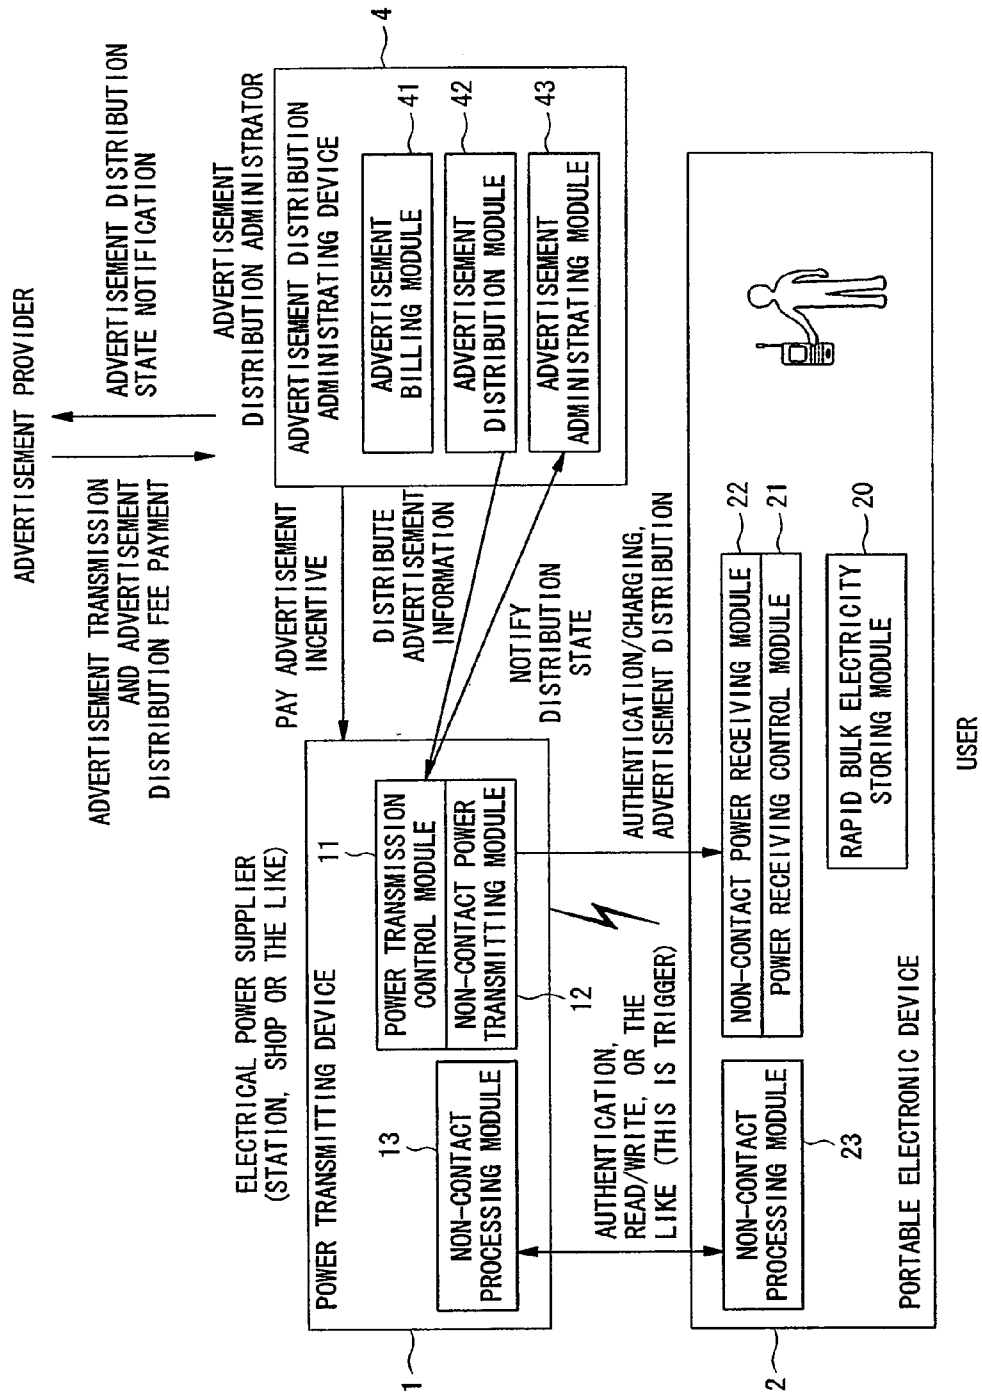 ADVERTISEMENT PROVIDER
ADVERTISEMENT TRANSMISSION
AND ADVERTISEMENT
DISTRIBUTION FEE PAYMENT
ADVERTISEMENT DISTRIBUTION
STATE NOTIFICATION
ELECTRICAL POWER SUPPLIER
(STATION, SHOP OR THE LIKE)
POWER TRANSMITTING DEVICE
1
NON-CONTACT
PROCESSING MODULE
13
POWER TRANSMISSION
CONTROL MODULE
11
NON-CONTACT POWER
TRANSMITTING MODULE
12
PAY ADVERTISEMENT
INCENTIVE
DISTRIBUTE
ADVERTISEMENT
INFORMATION
NOTIFY
DISTRIBUTION
STATE
ADVERTISEMENT
DISTRIBUTION ADMINISTRATOR
ADVERTISEMENT DISTRIBUTION
ADMINISTRATING DEVICE
4
ADVERTISEMENT
BILLING MODULE
41
ADVERTISEMENT
DISTRIBUTION MODULE
42
ADVERTISEMENT
ADMINISTRATING MODULE
43
AUTHENTICATION,
READ/WRITE, OR THE
LIKE (THIS IS TRIGGER)
AUTHENTICATION/CHARGING,
ADVERTISEMENT DISTRIBUTION
NON-CONTACT
PROCESSING MODULE
23
NON-CONTACT POWER RECEIVING MODULE
22
POWER RECEIVING CONTROL MODULE
21
RAPID BULK ELECTRICITY
STORING MODULE
20
PORTABLE ELECTRONIC DEVICE
2
USER